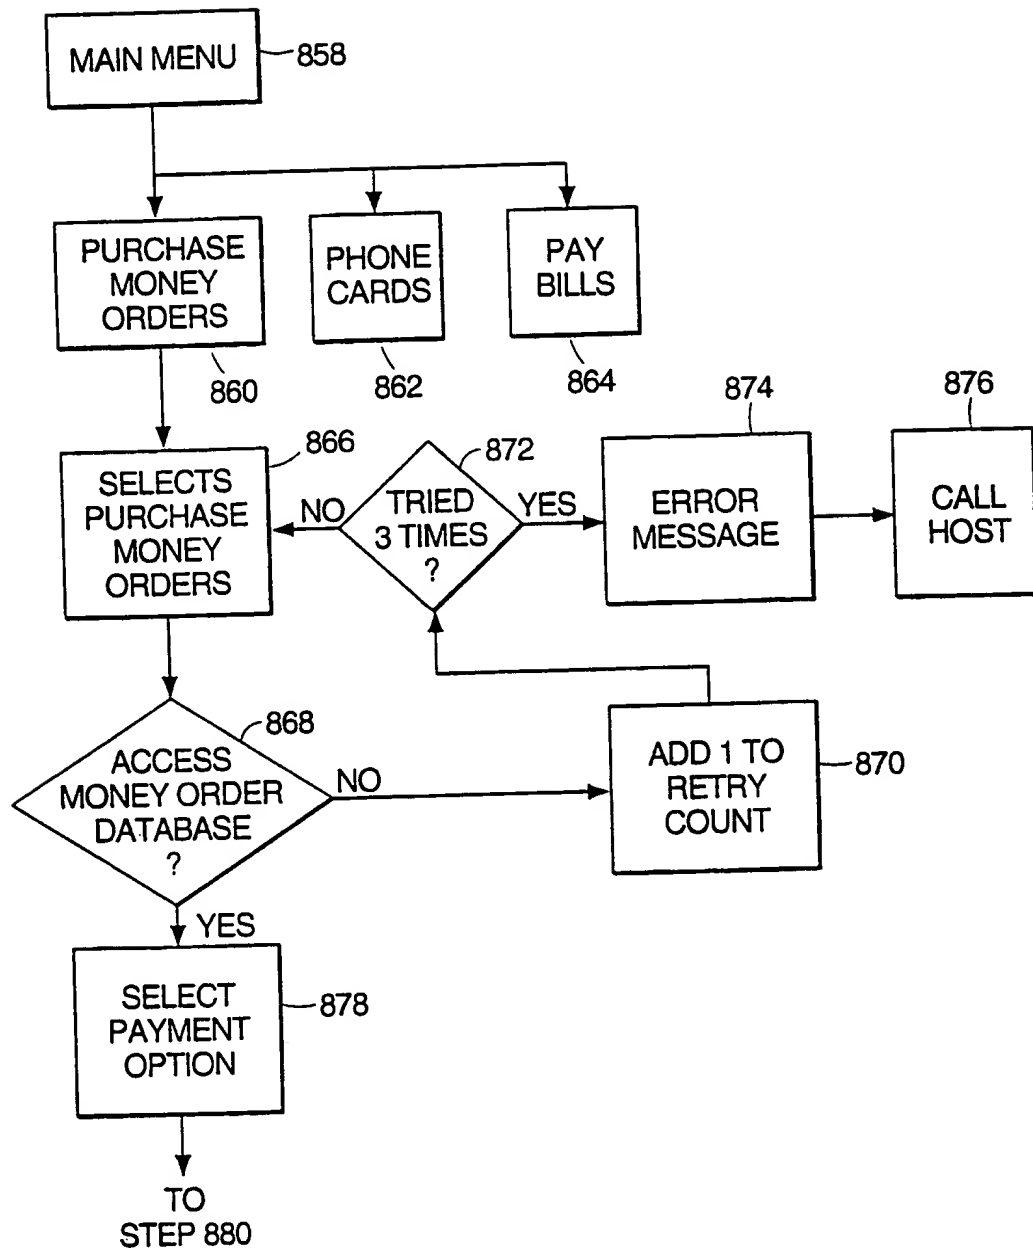 MAIN MENU
858
PURCHASE
MONEY
ORDERS
860
PHONE
CARDS
862
PAY
BILLS
864
SELECTS
PURCHASE
MONEY
ORDERS
866
NO
TRIED
3 TIMES
?
872
YES
ERROR
MESSAGE
874
CALL
HOST
876
ACCESS
MONEY ORDER
DATABASE
?
868
NO
ADD 1 TO
RETRY
COUNT
870
YES
SELECT
PAYMENT
OPTION
878
TO
STEP 880